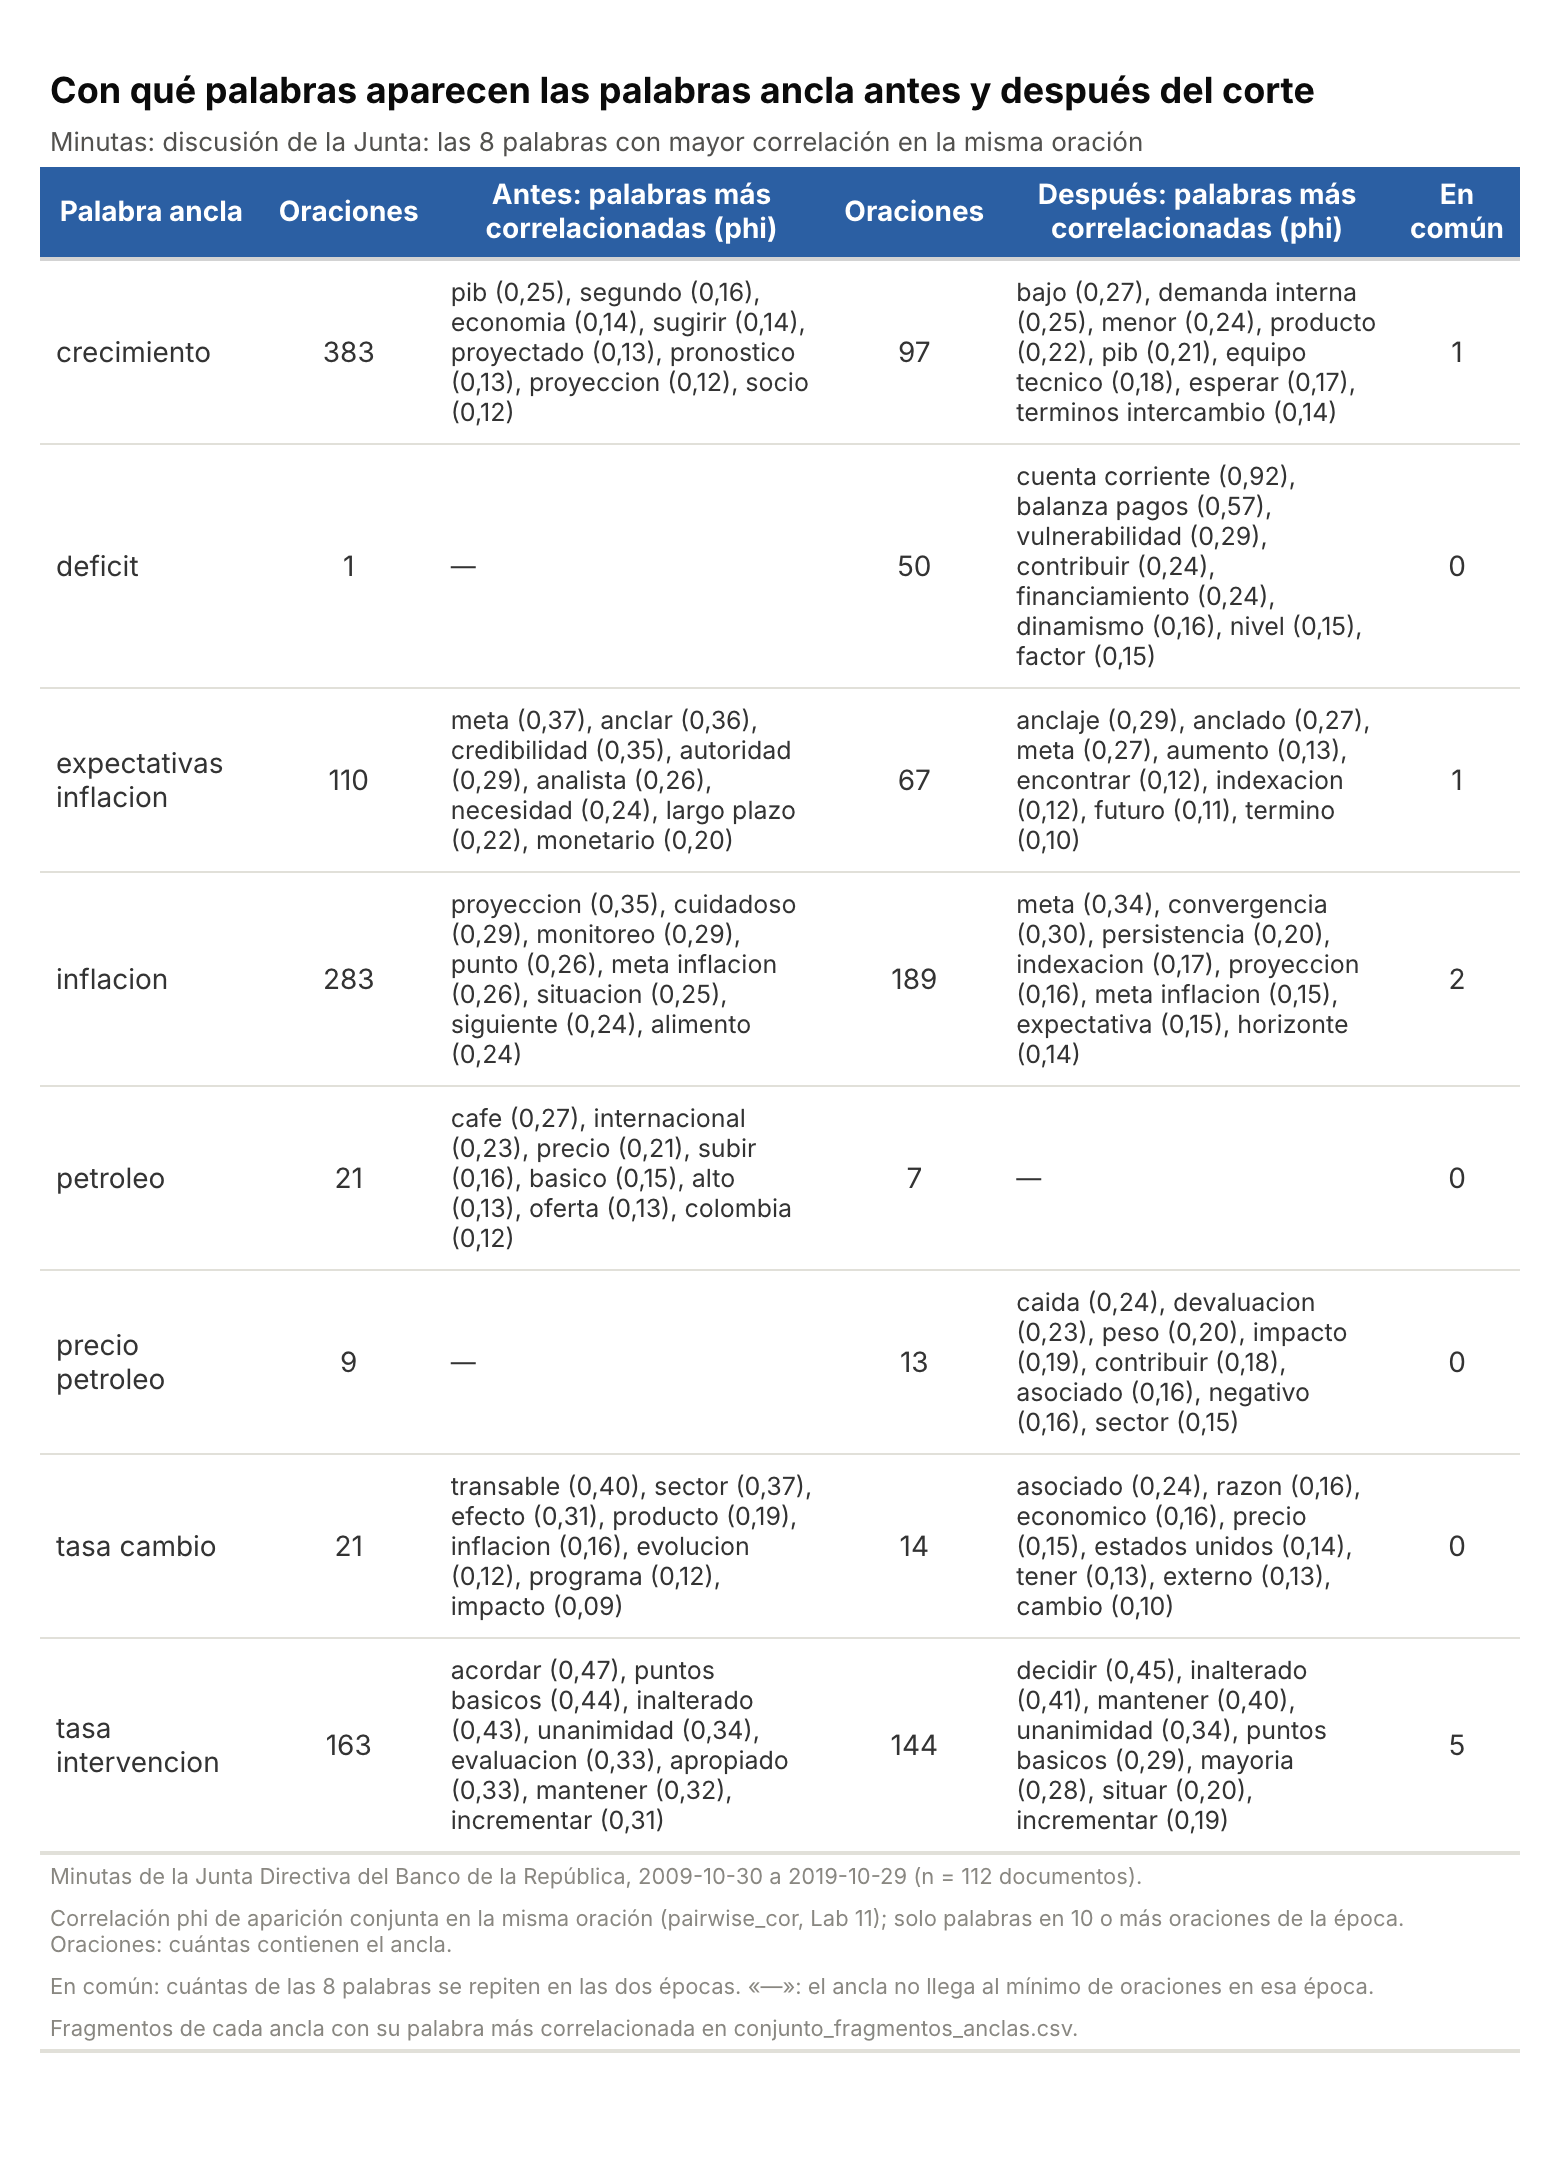 Con qué palabras aparecen las palabras ancla antes y después del corte
Minutas: discusión de la Junta: las 8 palabras con mayor correlación en la misma oración
Palabra ancla
Oraciones
Antes: palabras más
correlacionadas (phi)
Oraciones
Después: palabras más
correlacionadas (phi)
En
común
crecimiento
383
pib (0,25), segundo (0,16),
economia (0,14), sugirir (0,14),
proyectado (0,13), pronostico
(0,13), proyeccion (0,12), socio
(0,12)
97
bajo (0,27), demanda interna
(0,25), menor (0,24), producto
(0,22), pib (0,21), equipo
tecnico (0,18), esperar (0,17),
terminos intercambio (0,14)
1
deficit
1
—
50
cuenta corriente (0,92),
balanza pagos (0,57),
vulnerabilidad (0,29),
contribuir (0,24),
financiamiento (0,24),
dinamismo (0,16), nivel (0,15),
factor (0,15)
0
expectativas
inflacion
110
meta (0,37), anclar (0,36),
credibilidad (0,35), autoridad
(0,29), analista (0,26),
necesidad (0,24), largo plazo
(0,22), monetario (0,20)
67
anclaje (0,29), anclado (0,27),
meta (0,27), aumento (0,13),
encontrar (0,12), indexacion
(0,12), futuro (0,11), termino
(0,10)
1
inflacion
283
proyeccion (0,35), cuidadoso
(0,29), monitoreo (0,29),
punto (0,26), meta inflacion
(0,26), situacion (0,25),
siguiente (0,24), alimento
(0,24)
189
meta (0,34), convergencia
(0,30), persistencia (0,20),
indexacion (0,17), proyeccion
(0,16), meta inflacion (0,15),
expectativa (0,15), horizonte
(0,14)
2
petroleo
21
cafe (0,27), internacional
(0,23), precio (0,21), subir
(0,16), basico (0,15), alto
(0,13), oferta (0,13), colombia
(0,12)
7
—
0
precio
petroleo
9
—
13
caida (0,24), devaluacion
(0,23), peso (0,20), impacto
(0,19), contribuir (0,18),
asociado (0,16), negativo
(0,16), sector (0,15)
0
tasa cambio
21
transable (0,40), sector (0,37),
efecto (0,31), producto (0,19),
inflacion (0,16), evolucion
(0,12), programa (0,12),
impacto (0,09)
14
asociado (0,24), razon (0,16),
economico (0,16), precio
(0,15), estados unidos (0,14),
tener (0,13), externo (0,13),
cambio (0,10)
0
tasa
intervencion
163
acordar (0,47), puntos
basicos (0,44), inalterado
(0,43), unanimidad (0,34),
evaluacion (0,33), apropiado
(0,33), mantener (0,32),
incrementar (0,31)
144
decidir (0,45), inalterado
(0,41), mantener (0,40),
unanimidad (0,34), puntos
basicos (0,29), mayoria
(0,28), situar (0,20),
incrementar (0,19)
5
Minutas de la Junta Directiva del Banco de la República, 2009-10-30 a 2019-10-29 (n = 112 documentos).
Correlación phi de aparición conjunta en la misma oración (pairwise_cor, Lab 11); solo palabras en 10 o más oraciones de la época.
Oraciones: cuántas contienen el ancla.
En común: cuántas de las 8 palabras se repiten en las dos épocas. «—»: el ancla no llega al mínimo de oraciones en esa época.
Fragmentos de cada ancla con su palabra más correlacionada en conjunto_fragmentos_anclas.csv.